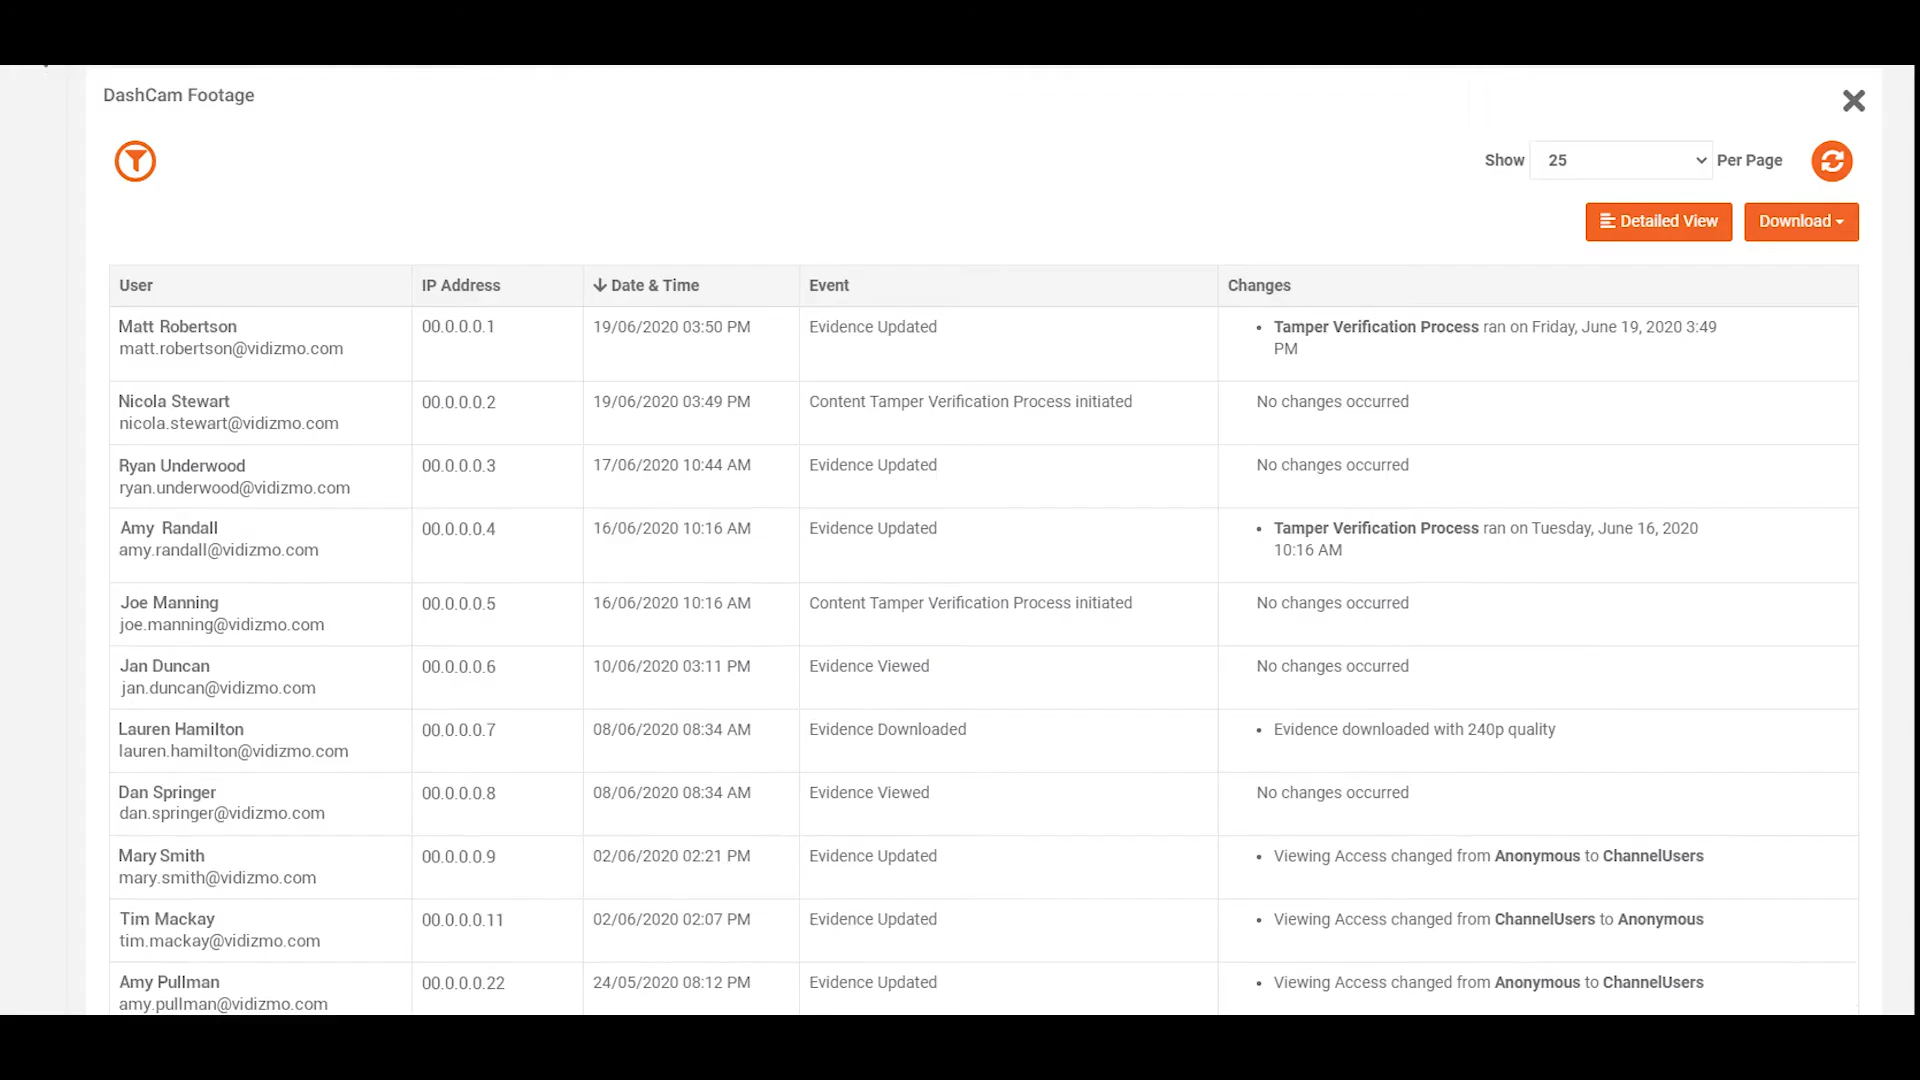 DashCam Footage
Show 25 Per Page
Detailed View Download
User IP Address Date & Time Event Changes
Matt Robertson 00.0.0.0.1 19/06/2020 03:50 PM Evidence Updated • Tamper Verification Process ran on Friday, June 19, 2020 3:49
matt.robertson@vidizmo.com PM
Nicola Stewart 00.0.0.0.2 19/06/2020 03:49 PM Content Tamper Verification Process initiated No changes occurred
nicola.stewart@vidizmo.com
Ryan Underwood 00.0.0.0.3 17/06/2020 10:44 AM Evidence Updated No changes occurred
ryan.underwood@vidizmo.com
Amy Randall 00.0.0.0.4 16/06/2020 10:16 AM Evidence Updated • Tamper Verification Process ran on Tuesday, June 16, 2020
amy.randall@vidizmo.com 10:16 AM
Joe Manning 00.0.0.0.5 16/06/2020 10:16 AM Content Tamper Verification Process initiated No changes occurred
joe.manning@vidizmo.com
Jan Duncan 00.0.0.0.6 10/06/2020 03:11 PM Evidence Viewed No changes occurred
jan.duncan@vidizmo.com
Lauren Hamilton 00.0.0.0.7 08/06/2020 08:34 AM Evidence Downloaded • Evidence downloaded with 240p quality
lauren.hamilton@vidizmo.com
Dan Springer 00.0.0.0.8 08/06/2020 08:34 AM Evidence Viewed No changes occurred
dan.springer@vidizmo.com
Mary Smith 00.0.0.0.9 02/06/2020 02:21 PM Evidence Updated • Viewing Access changed from Anonymous to ChannelUsers
mary.smith@vidizmo.com
Tim Mackay 00.0.0.0.11 02/06/2020 02:07 PM Evidence Updated • Viewing Access changed from ChannelUsers to Anonymous
tim.mackay@vidizmo.com
Amy Pullman 00.0.0.0.22 24/05/2020 08:12 PM Evidence Updated • Viewing Access changed from Anonymous to ChannelUsers
amy.pullman@vidizmo.com